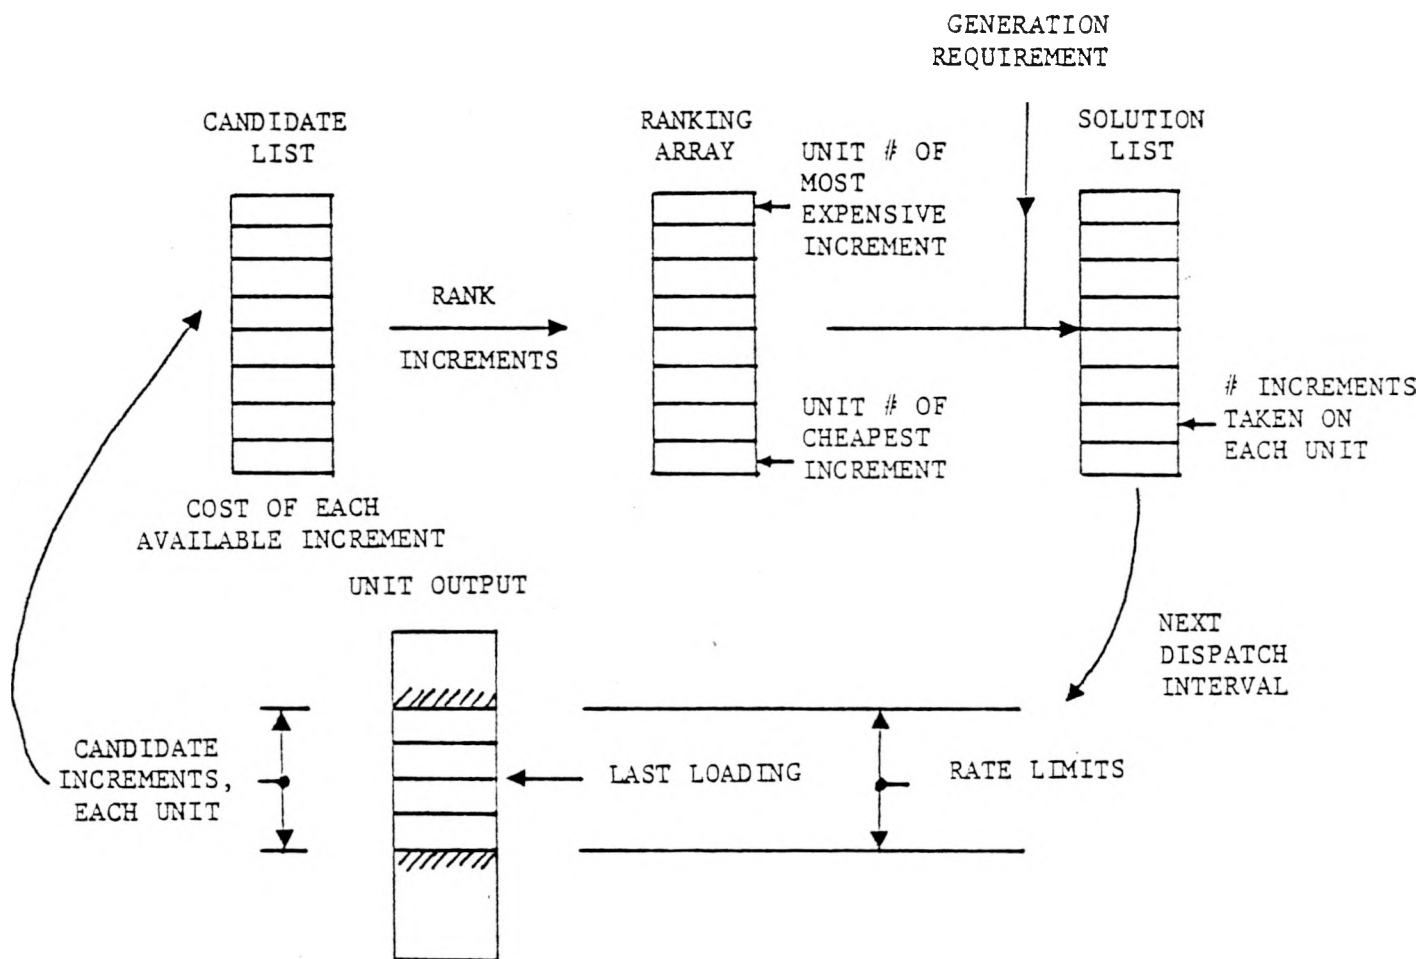 GENERATION
REQUIREMENT
CANDIDATE
LIST
RANKING
ARRAY
UNIT # OF
MOST
EXPENSIVE
INCREMENT
SOLUTION
LIST
RANK
INCREMENTS
UNIT # OF
CHEAPEST
INCREMENT
# INCREMENTS
TAKEN ON
EACH UNIT
COST OF EACH
AVAILABLE INCREMENT
UNIT OUTPUT
NEXT
DISPATCH
INTERVAL
CANDIDATE
INCREMENTS,
EACH UNIT
LAST LOADING
RATE LIMITS